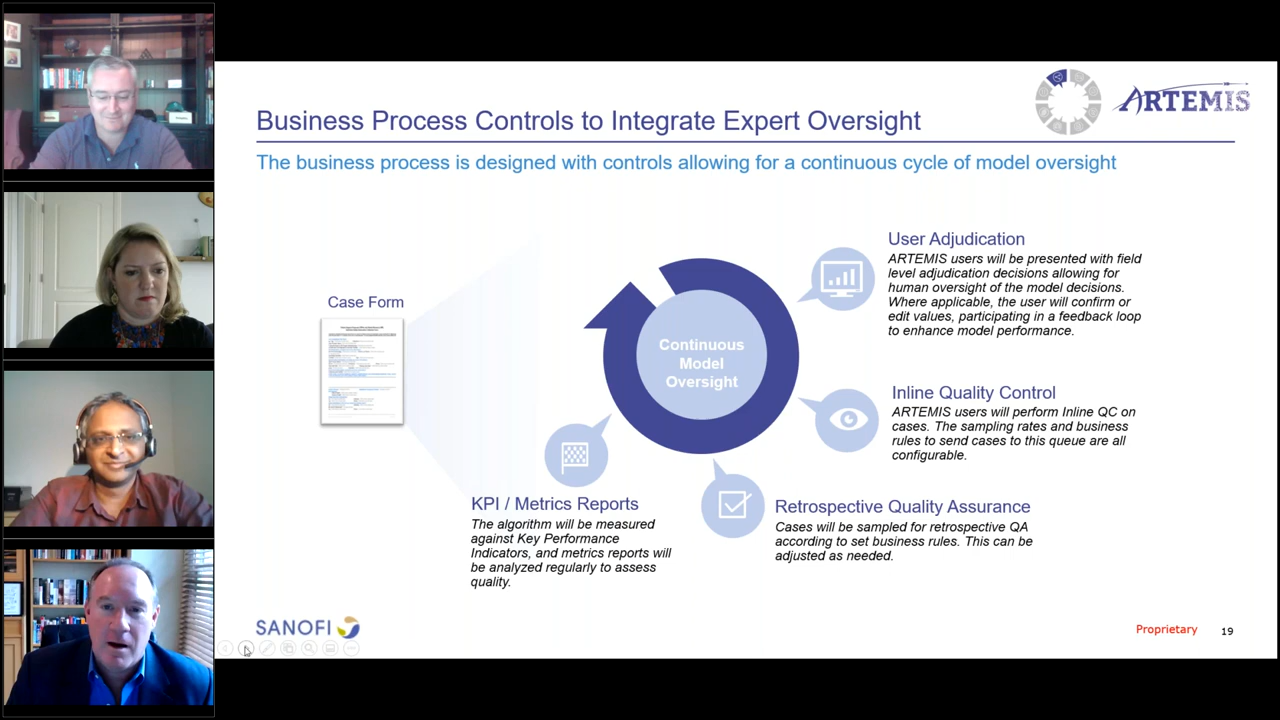 ARTEMIS
Business Process Controls to Integrate Expert Oversight
The business process is designed with controls allowing for a continuous cycle of model oversight
Case Form
Continuous
Model
Oversight
User Adjudication
ARTEMIS users will be presented with field
level adjudication decisions allowing for
human oversight of the model decisions.
Where applicable, the user will confirm or
edit values, participating in a feedback loop
to enhance model performance.
Inline Quality Control
ARTEMIS users will perform Inline QC on
cases. The sampling rates and business
rules to send cases to this queue are all
configurable.
Retrospective Quality Assurance
Cases will be sampled for retrospective QA
according to set business rules. This can be
adjusted as needed.
KPI / Metrics Reports
The algorithm will be measured
against Key Performance
Indicators, and metrics reports will
be analyzed regularly to assess
quality.
SANOFI
Proprietary
19